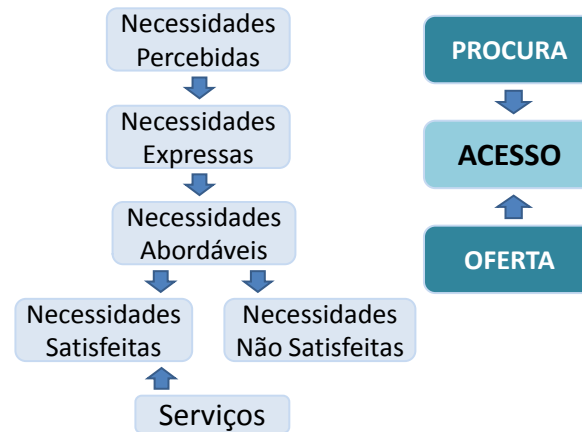 Necessidades
Percebidas
Necessidades
Expressas
Necessidades
Abordáveis
Necessidades
Satisfeitas
Necessidades
Não Satisfeitas
Serviços
PROCURA
ACESSO
OFERTA